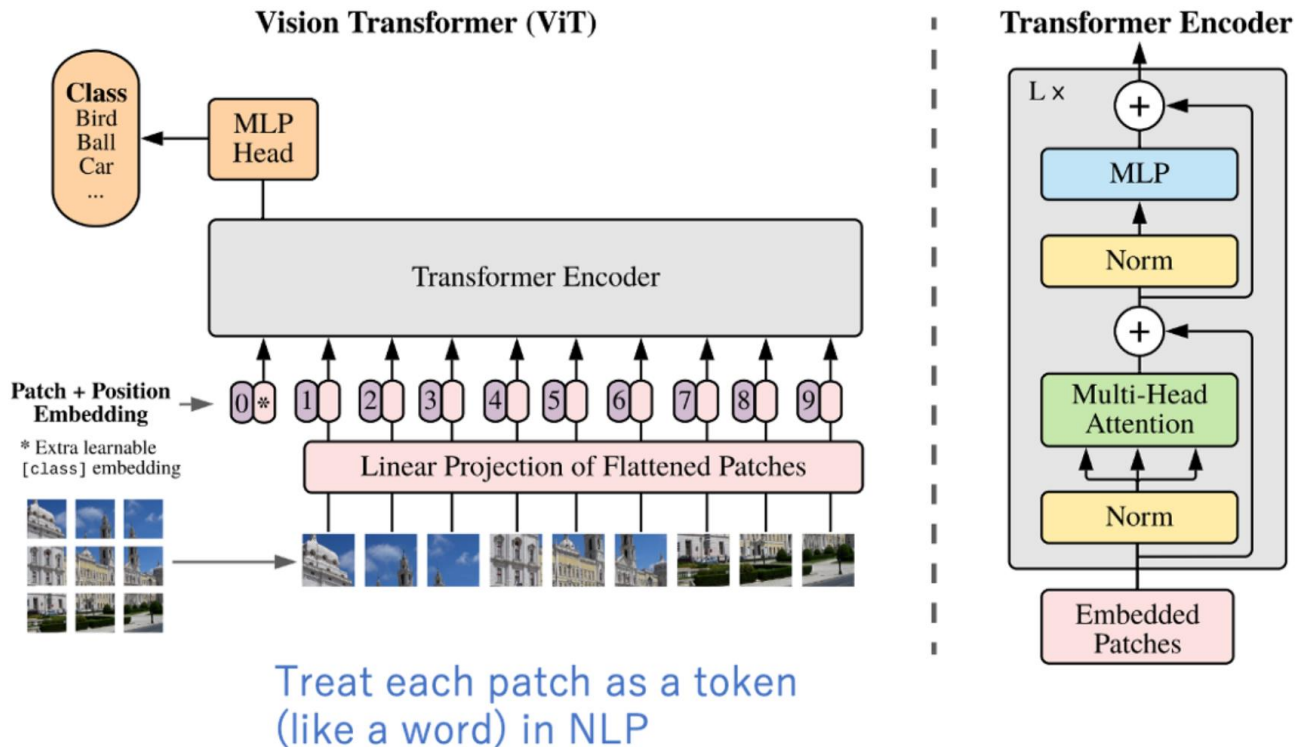 Vision Transformer (ViT)
Class
Bird
Ball
Car
...
MLP
Head
Transformer Encoder
Patch + Position
Embedding
* Extra learnable
[class] embedding
0 * 1 2 3 4 5 6 7 8 9
Linear Projection of Flattened Patches
Treat each patch as a token
(like a word) in NLP
Transformer Encoder
L ×
+
MLP
Norm
+
Multi-Head
Attention
Norm
Embedded
Patches